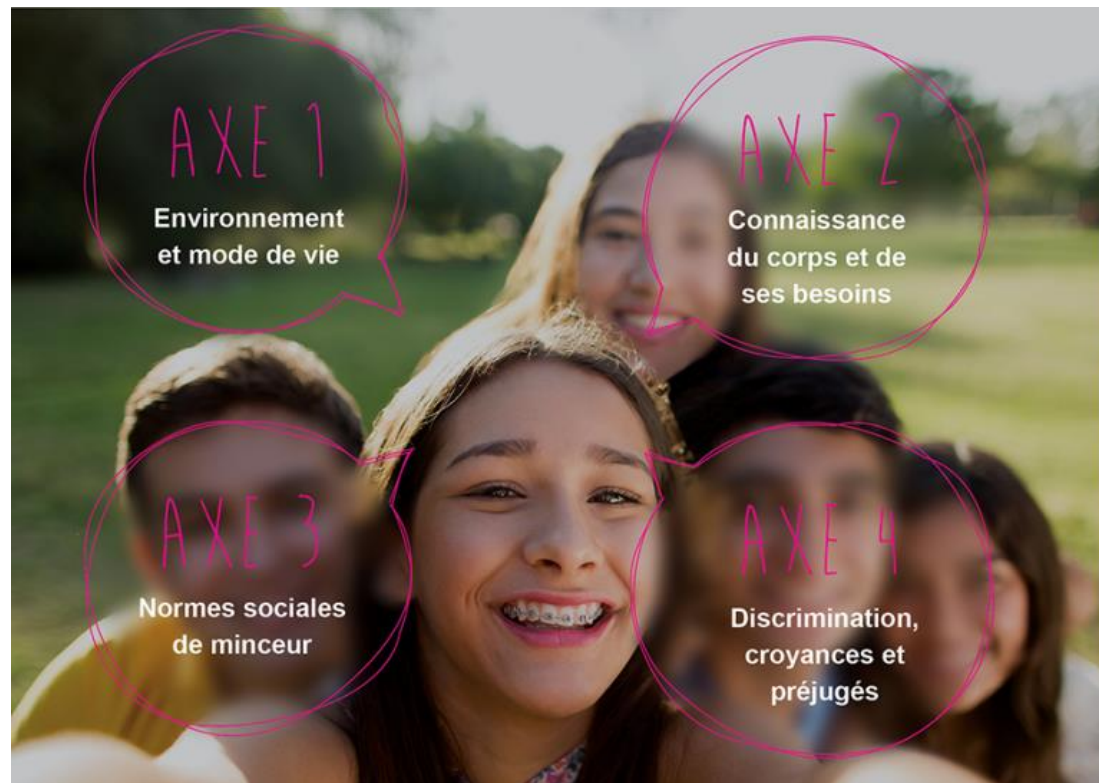 AXE 1
Environnement
et mode de vie
AXE 2
Connaissance
du corps et de
ses besoins
AXE 3
Normes sociales
de minceur
AXE 4
Discrimination,
croyances et
préjugés